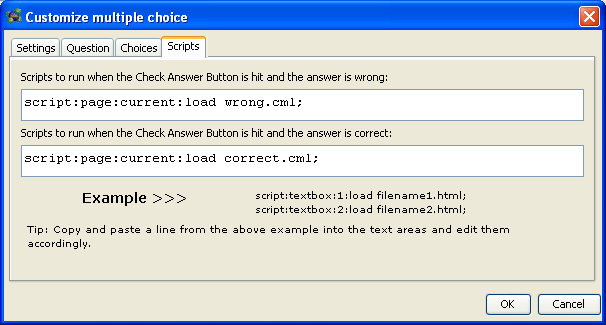 Customize multiple choice
Settings Question Choices Scripts
Scripts to run when the Check Answer Button is hit and the answer is wrong:
script:page:current:load wrong.cml;
Scripts to run when the Check Answer Button is hit and the answer is correct:
script:page:current:load correct.cml;
Example >>>
script:textbox:1:load filename1.html;
script:textbox:2:load filename2.html;
Tip: Copy and paste a line from the above example into the text areas and edit them
accordingly.
OK Cancel